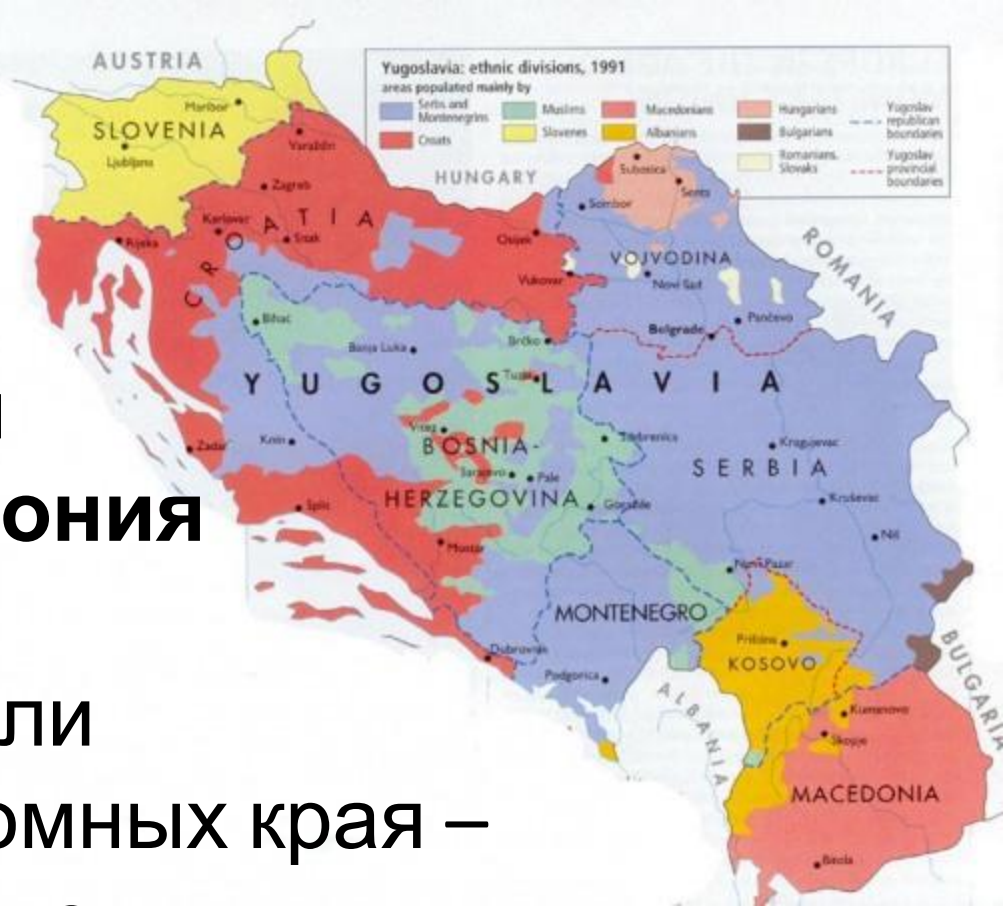 AUSTRIA
Yugoslavia: ethnic divisions, 1991
areas populated mainly by
Serbs and Montenegrins
Croats
Muslims
Slovenes
Macedonians
Albanians
Hungarians
Bulgarians
Romanians, Slovaks
Yugoslav republican boundaries
Yugoslav provincial boundaries
Maribor
SLOVENIA
Ljubljana
Varaždin
HUNGARY
Subotica
Senta
Zagreb
Sombor
Karlovac
CROATIA
Sisak
Osijek
Rijeka
VOJVODINA
ROMANIA
Vukovar
Novi Sad
Bihać
Pančevo
Belgrade
Banja Luka
Brčko
YUGOSLAVIA
Tuzla
Vitez
BOSNIA-
HERZEGOVINA
Zadar
Knin
Srebrenica
Kragujevac
SERBIA
Sarajevo
Pale
Split
Goražde
Kruševac
ония
Niš
Mostar
Novi Pazar
MONTENEGRO
Priština
KOSOVO
BULGARIA
Dubrovnik
Podgorica
ALBANIA
ли
Kumanovo
Skopje
MACEDONIA
омных края –
Bitola